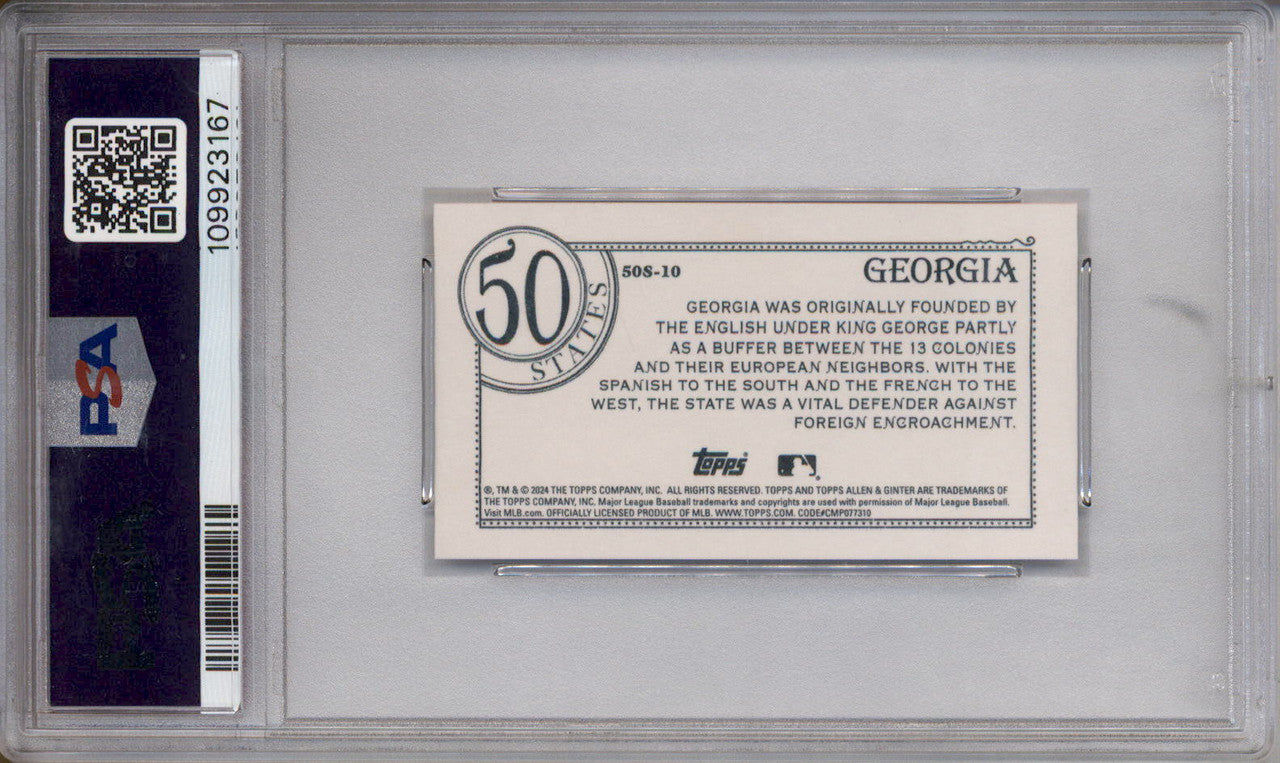 109923167
PSA
50
STATES
50S-10
GEORGIA
GEORGIA WAS ORIGINALLY FOUNDED BY
THE ENGLISH UNDER KING GEORGE PARTLY
AS A BUFFER BETWEEN THE 13 COLONIES
AND THEIR EUROPEAN NEIGHBORS. WITH THE
SPANISH TO THE SOUTH AND THE FRENCH TO THE
WEST, THE STATE WAS A VITAL DEFENDER AGAINST
FOREIGN ENCROACHMENT.
topps
®, TM & © 2024 THE TOPPS COMPANY, INC. ALL RIGHTS RESERVED. TOPPS AND TOPPS ALLEN & GINTER ARE TRADEMARKS OF
THE TOPPS COMPANY, INC. Major League Baseball trademarks and copyrights are used with permission of Major League Baseball.
Visit MLB.com. OFFICIALLY LICENSED PRODUCT OF MLB. WWW.TOPPS.COM. CODE#CMP077310